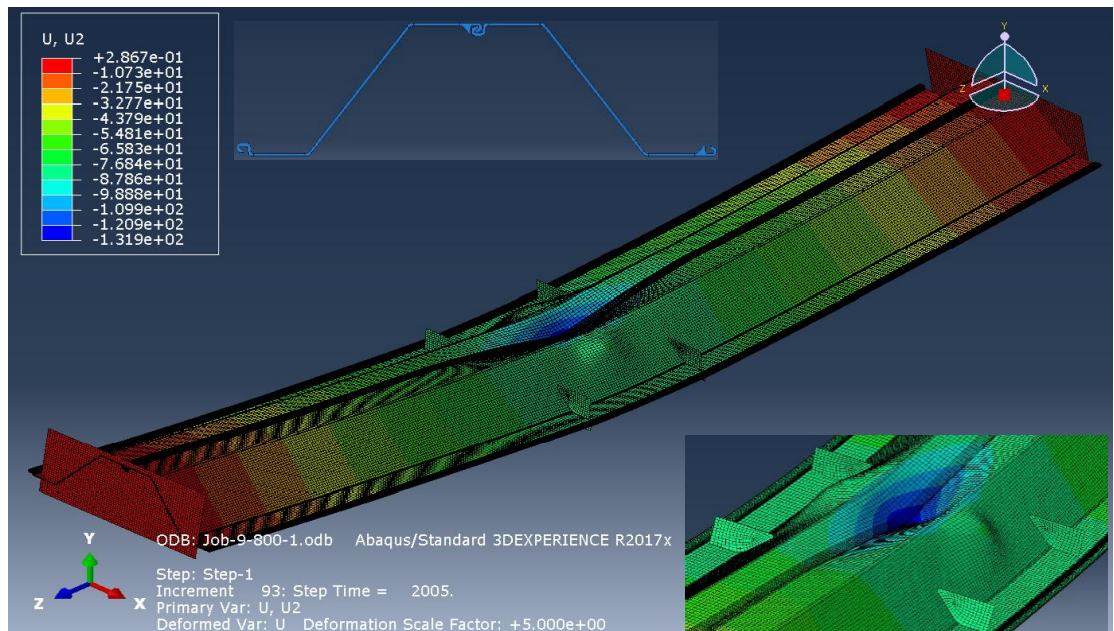 U, U2
+2.867e-01
-1.073e+01
-2.175e+01
-3.277e+01
-4.379e+01
-5.481e+01
-6.583e+01
-7.684e+01
-8.786e+01
-9.888e+01
-1.099e+02
-1.209e+02
-1.319e+02
Y
Z
X
Y
Z
X
ODB: Job-9-800-1.odb Abaqus/Standard 3DEXPERIENCE R2017x
Step: Step-1
Increment 93: Step Time = 2005.
Primary Var: U, U2
Deformed Var: U Deformation Scale Factor: +5.000e+00